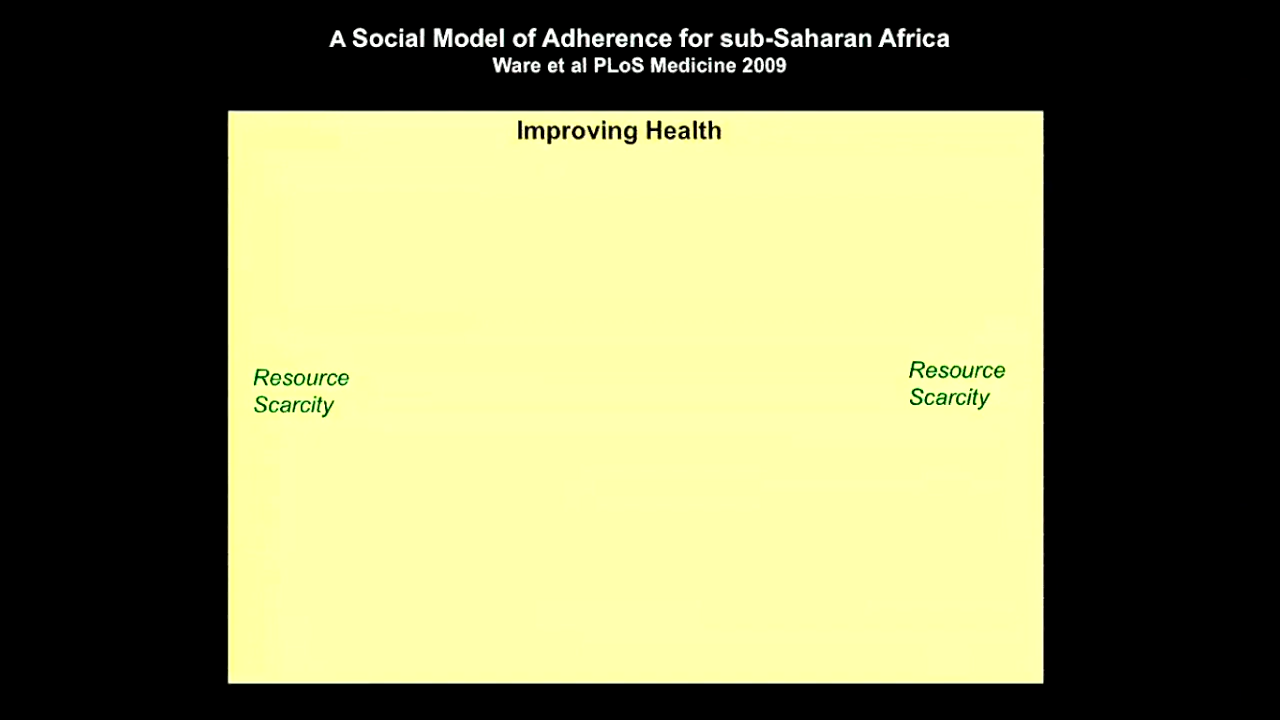 A Social Model of Adherence for sub-Saharan Africa
Ware et al PLoS Medicine 2009
Improving Health
Resource
Scarcity
Resource
Scarcity